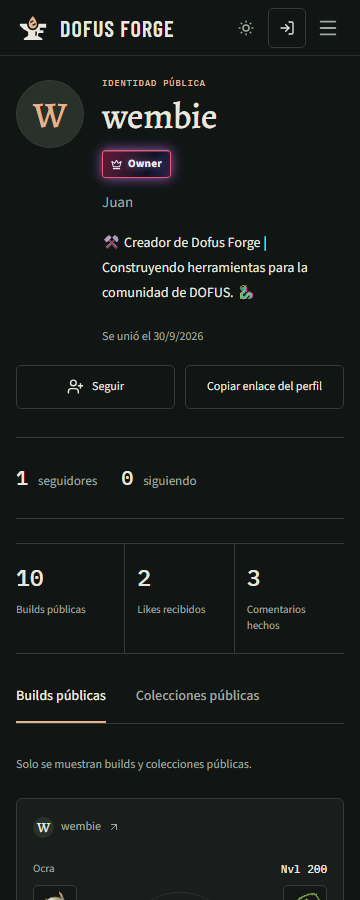 DOFUS FORGE
IDENTIDAD PÚBLICA
W
wembie
Owner
Juan
⚒️ Creador de Dofus Forge |
Construyendo herramientas para la
comunidad de DOFUS. 🐉
Se unió el 30/9/2026
Seguir
Copiar enlace del perfil
1 seguidores 0 siguiendo
10
Builds públicas
2
Likes recibidos
3
Comentarios
hechos
Builds públicas Colecciones públicas
Solo se muestran builds y colecciones públicas.
W wembie ↗
Ocra Nvl 200